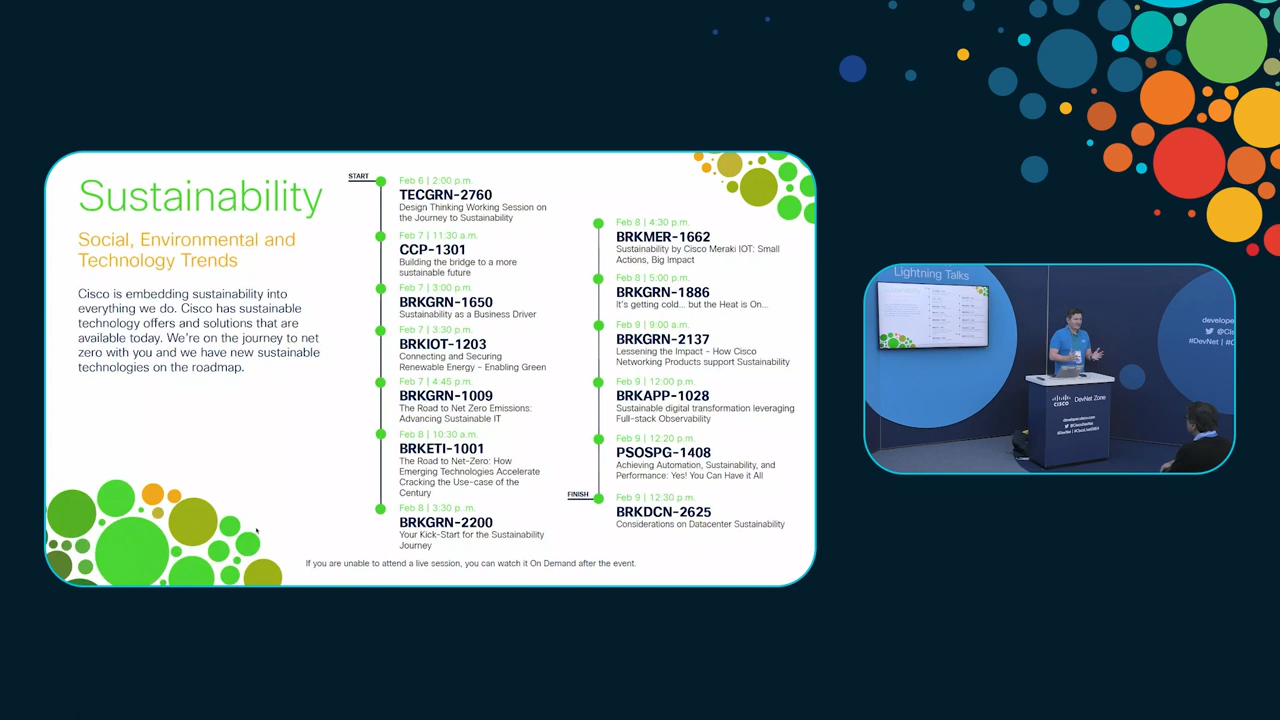 Sustainability
Social, Environmental and
Technology Trends
Cisco is embedding sustainability into
everything we do. Cisco has sustainable
technology offers and solutions that are
available today. We're on the journey to net
zero with you and we have new sustainable
technologies on the roadmap.
START
Feb 6 | 2:00 p.m.
TECGRN-2760
Design Thinking Working Session on
the Journey to Sustainability
Feb 7 | 11:30 a.m.
CCP-1301
Building the bridge to a more
sustainable future
Feb 7 | 3:00 p.m.
BRKGRN-1650
Sustainability as a Business Driver
Feb 7 | 3:30 p.m.
BRKIOT-1203
Connecting and Securing
Renewable Energy - Enabling Green
Feb 7 | 4:45 p.m.
BRKGRN-1009
The Road to Net Zero Emissions:
Advancing Sustainable IT
Feb 8 | 10:30 a.m.
BRKETI-1001
The Road to Net-Zero: How
Emerging Technologies Accelerate
Cracking the Use-case of the
Century
Feb 8 | 3:30 p.m.
BRKGRN-2200
Your Kick-Start for the Sustainability
Journey
Feb 8 | 4:30 p.m.
BRKMER-1662
Sustainability by Cisco Meraki IOT: Small
Actions, Big Impact
Feb 8 | 5:00 p.m.
BRKGRN-1886
It's getting cold... but the Heat is On...
Feb 9 | 9:00 a.m.
BRKGRN-2137
Lessening the Impact - How Cisco
Networking Products support Sustainability
Feb 9 | 12:00 p.m.
BRKAPP-1028
Sustainable digital transformation leveraging
Full-stack Observability
Feb 9 | 12:20 p.m.
PSOSPG-1408
Achieving Automation, Sustainability, and
Performance: Yes! You Can Have it All
FINISH
Feb 9 | 12:30 p.m.
BRKDCN-2625
Considerations on Datacenter Sustainability
If you are unable to attend a live session, you can watch it On Demand after the event.
Lightning Talks
cisco
DevNet Zone
developer.cisco.com
@CiscoDevNet
#DevNet